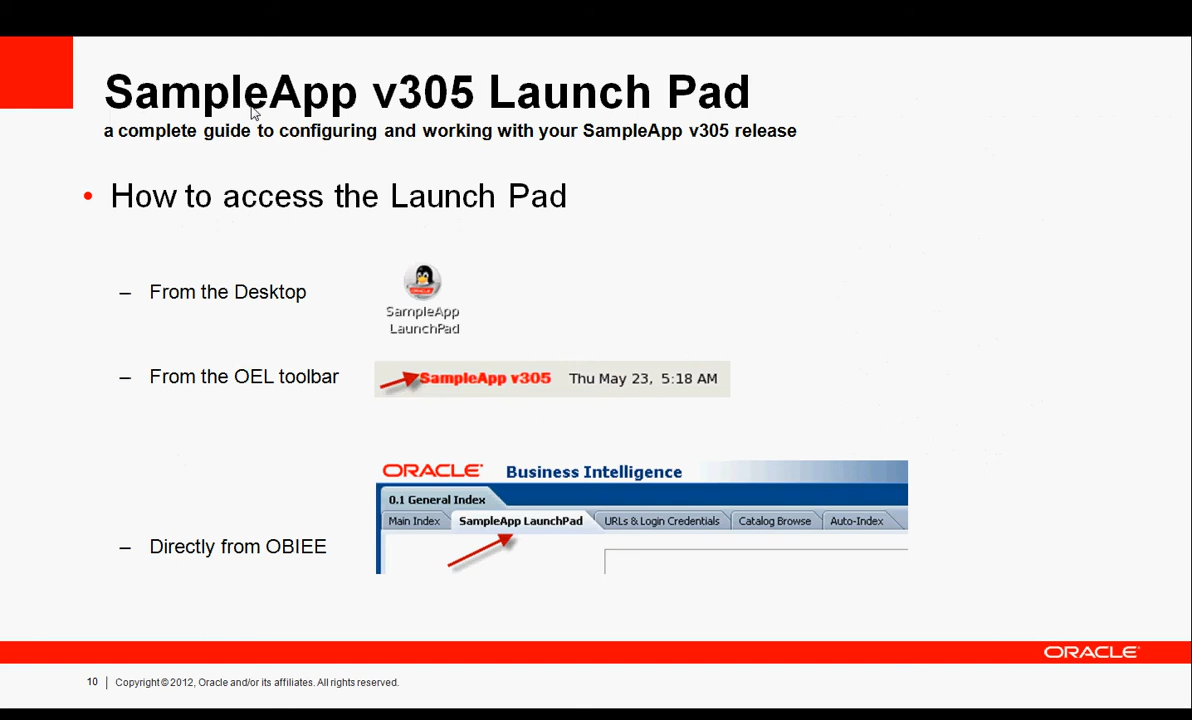 SampleApp v305 Launch Pad
a complete guide to configuring and working with your SampleApp v305 release
• How to access the Launch Pad
– From the Desktop
ORACLE
SampleApp
LaunchPad
– From the OEL toolbar
SampleApp v305 Thu May 23, 5:18 AM
ORACLE Business Intelligence
0.1 General Index
Main Index SampleApp LaunchPad URLs & Login Credentials Catalog Browse Auto-Index
– Directly from OBIEE
ORACLE
10 Copyright © 2012, Oracle and/or its affiliates. All rights reserved.